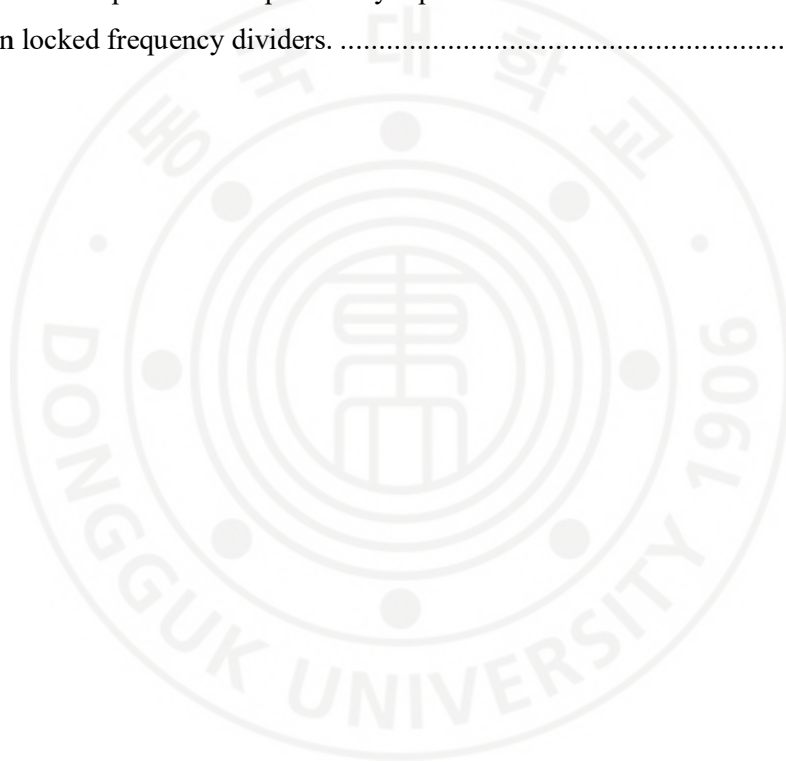 n locked frequency dividers. ................................................................
동국대학교
DONGGUK UNIVERSITY 1906